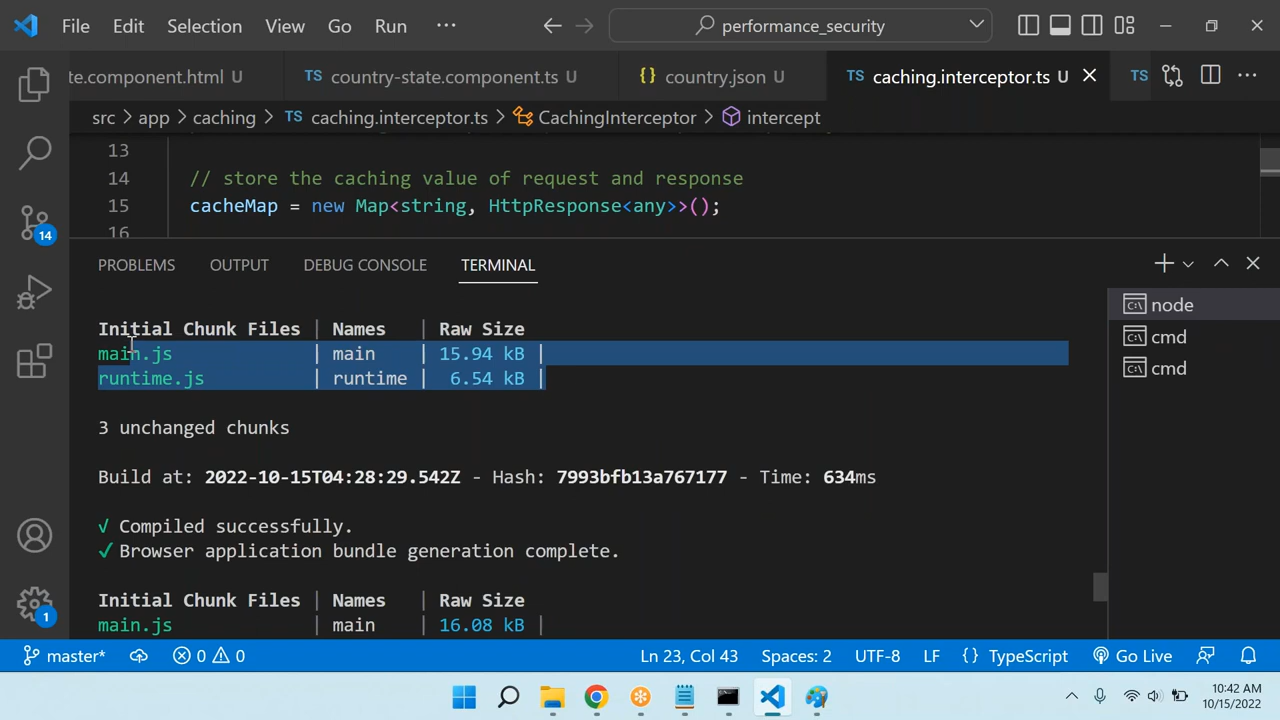 File Edit Selection View Go Run ··· performance_security
te.component.html U TS country-state.component.ts U {} country.json U TS caching.interceptor.ts U TS
src > app > caching > TS caching.interceptor.ts > CachingInterceptor > intercept
13
14 // store the caching value of request and response
15 cacheMap = new Map<string, HttpResponse<any>>();
16
PROBLEMS OUTPUT DEBUG CONSOLE TERMINAL
node
cmd
cmd
Initial Chunk Files | Names | Raw Size
main.js | main | 15.94 kB |
runtime.js | runtime | 6.54 kB |
3 unchanged chunks
Build at: 2022-10-15T04:28:29.542Z - Hash: 7993bfb13a767177 - Time: 634ms
√ Compiled successfully.
✓ Browser application bundle generation complete.
Initial Chunk Files | Names | Raw Size
main.js | main | 16.08 kB |
14
1
master* 0 0 Ln 23, Col 43 Spaces: 2 UTF-8 LF {} TypeScript Go Live
10:42 AM
10/15/2022